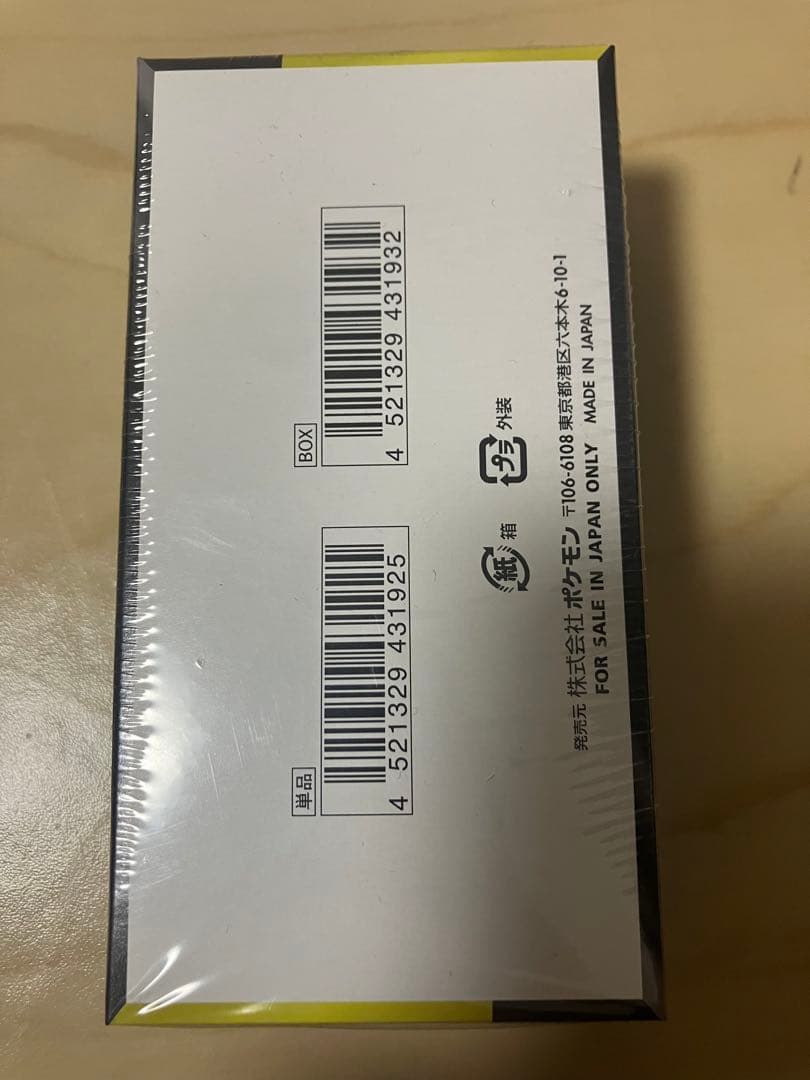 単品
4 521329 431925
BOX
4 521329 431932
紙 箱
プラ 外装
発売元 株式会社 ポケモン 〒106-6108 東京都港区六本木6-10-1
FOR SALE IN JAPAN ONLY MADE IN JAPAN